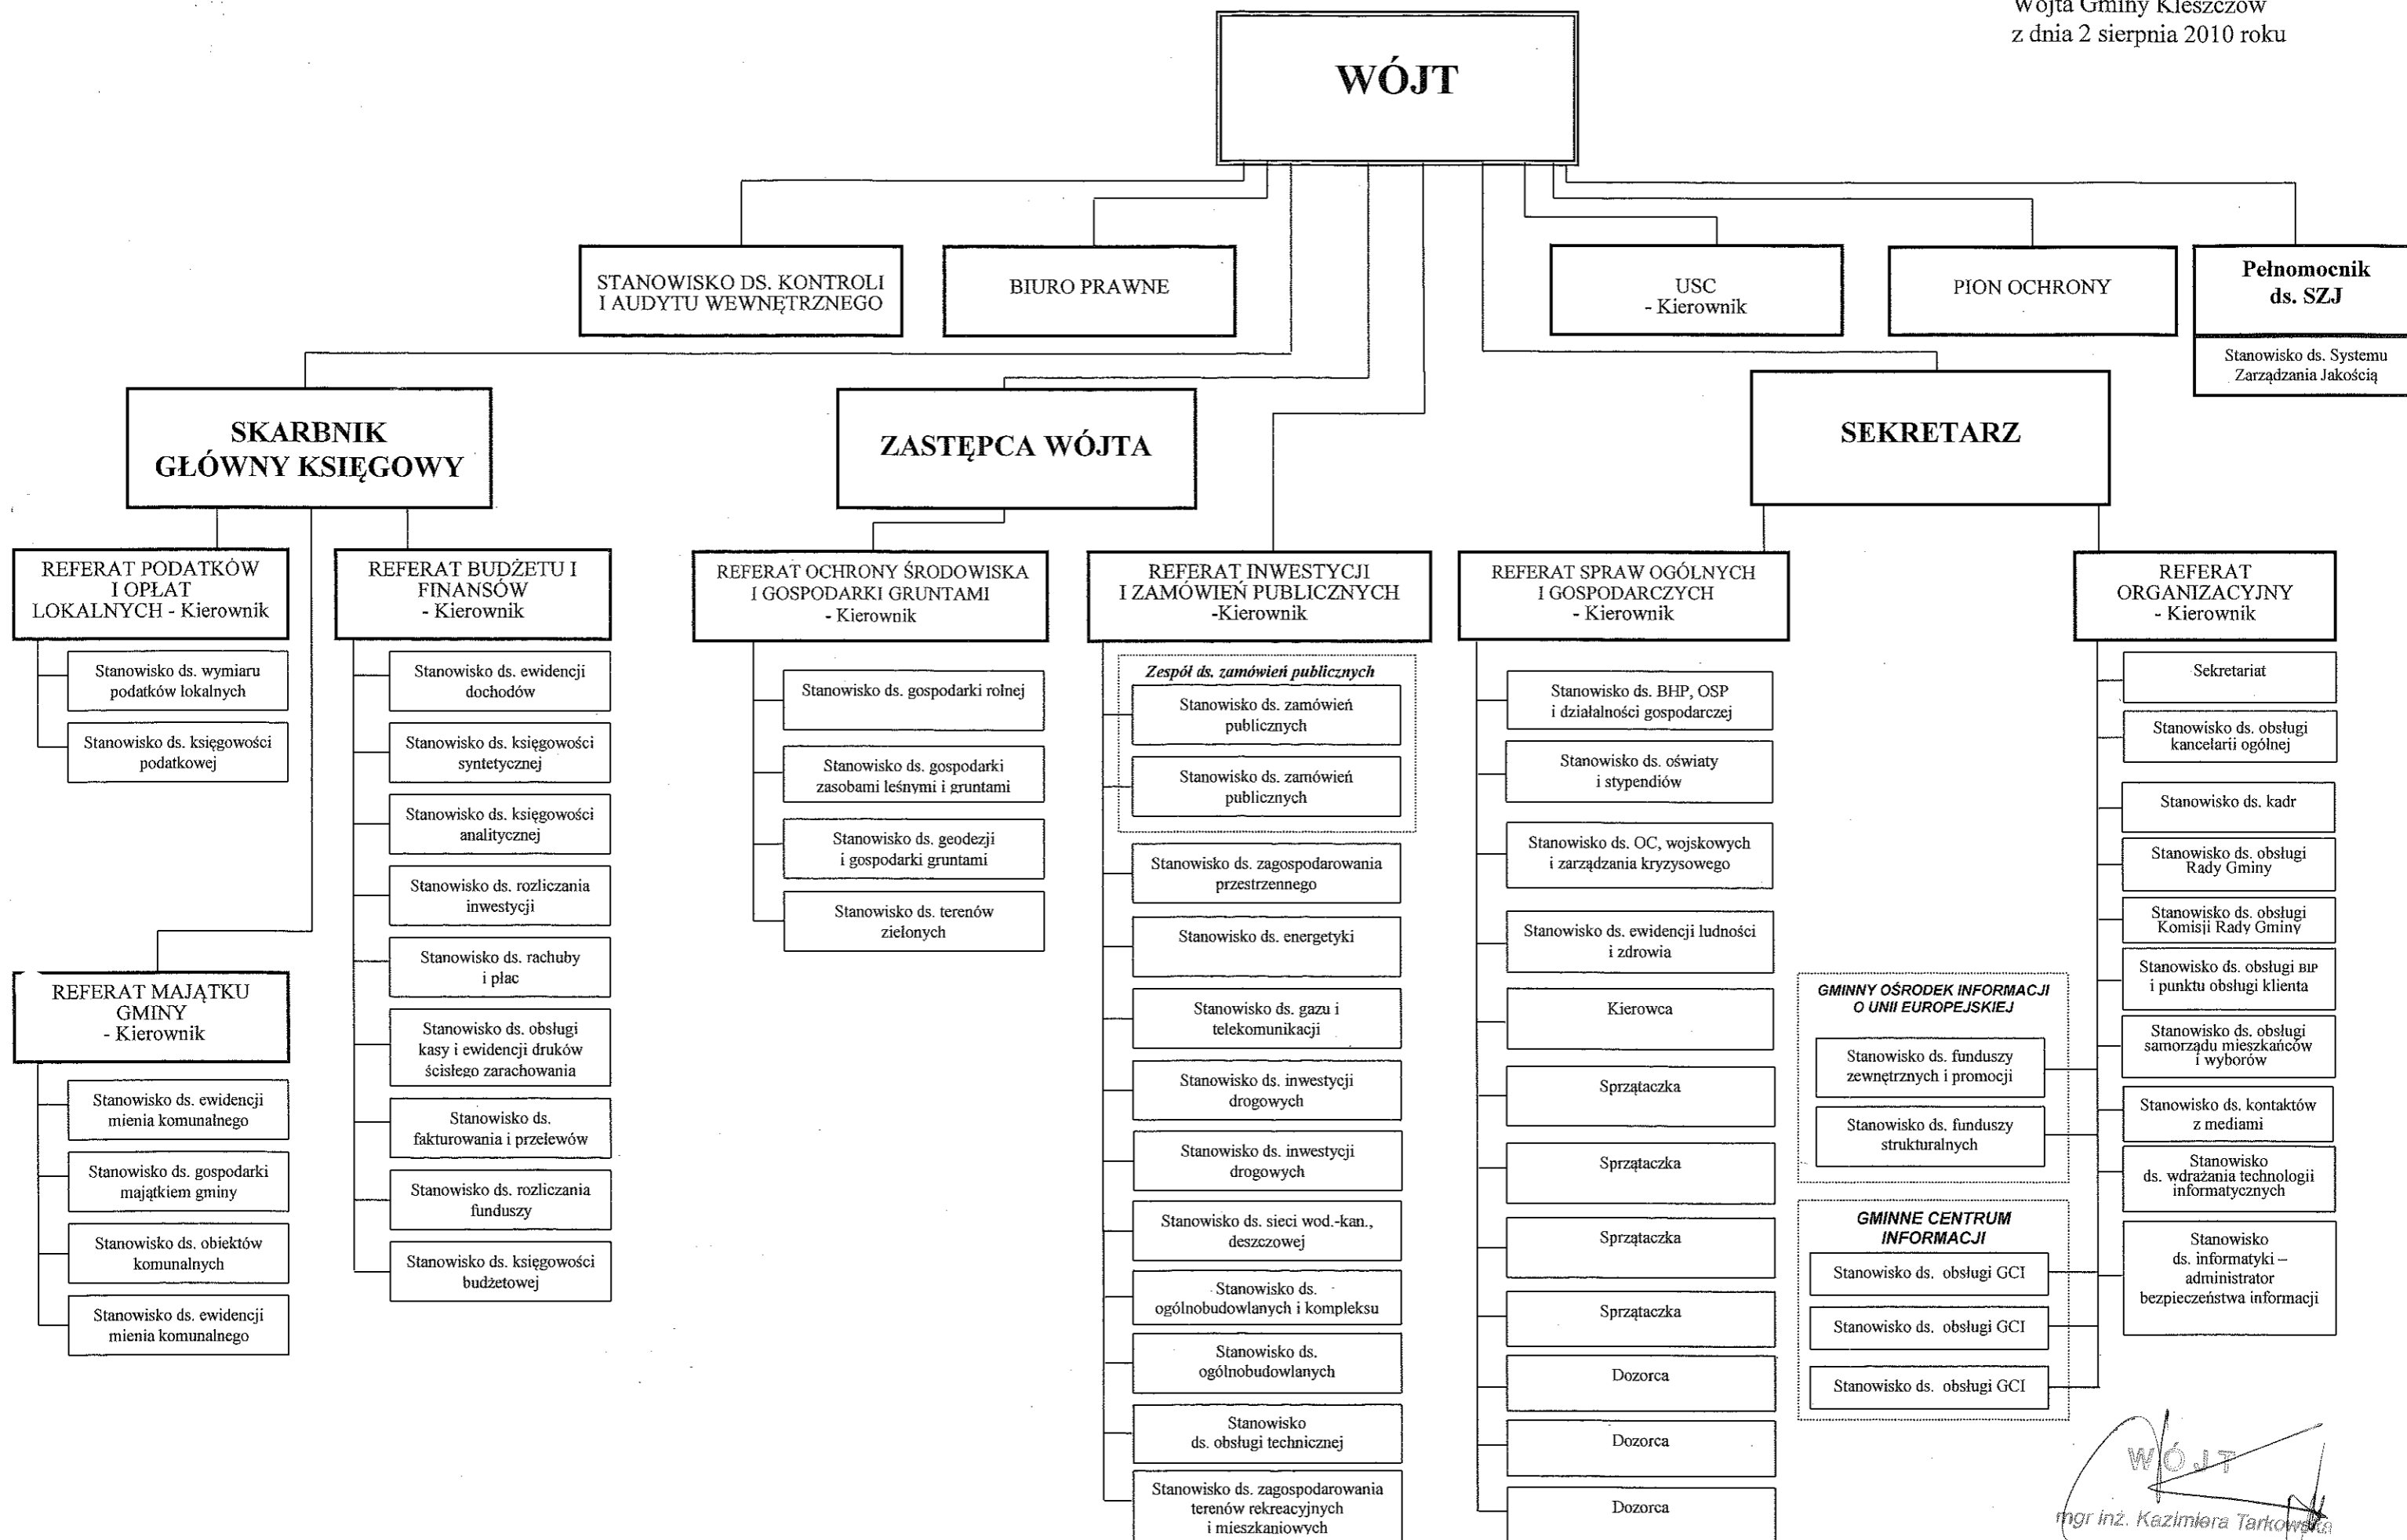 Wójta Gminy Kleszczów
z dnia 2 sierpnia 2010 roku
WÓJT
STANOWISKO DS. KONTROLI
I AUDYTU WEWNĘTRZNEGO
BIURO PRAWNE
USC
- Kierownik
PION OCHRONY
Pełnomocnik
ds. SZJ
Stanowisko ds. Systemu
Zarządzania Jakością
SKARBNIK
GŁÓWNY KSIĘGOWY
ZASTĘPCA WÓJTA
SEKRETARZ
REFERAT PODATKÓW
I OPŁAT
LOKALNYCH - Kierownik
Stanowisko ds. wymiaru
podatków lokalnych
Stanowisko ds. księgowości
podatkowej
REFERAT MAJĄTKU
GMINY
- Kierownik
Stanowisko ds. ewidencji
mienia komunalnego
Stanowisko ds. gospodarki
majątkiem gminy
Stanowisko ds. obiektów
komunalnych
Stanowisko ds. ewidencji
mienia komunalnego
REFERAT BUDŻETU I
FINANSÓW
- Kierownik
Stanowisko ds. ewidencji
dochodów
Stanowisko ds. księgowości
syntetycznej
Stanowisko ds. księgowości
analitycznej
Stanowisko ds. rozliczania
inwestycji
Stanowisko ds. rachuby
i płac
Stanowisko ds. obsługi
kasy i ewidencji druków
ścisłego zarachowania
Stanowisko ds.
fakturowania i przelewów
Stanowisko ds. rozliczania
funduszy
Stanowisko ds. księgowości
budżetowej
REFERAT OCHRONY ŚRODOWISKA
I GOSPODARKI GRUNTAMI
- Kierownik
Stanowisko ds. gospodarki rolnej
Stanowisko ds. gospodarki
zasobami leśnymi i gruntami
Stanowisko ds. geodezji
i gospodarki gruntami
Stanowisko ds. terenów
zielonych
REFERAT INWESTYCJI
I ZAMÓWIEŃ PUBLICZNYCH
-Kierownik
Zespół ds. zamówień publicznych
Stanowisko ds. zamówień
publicznych
Stanowisko ds. zamówień
publicznych
Stanowisko ds. zagospodarowania
przestrzennego
Stanowisko ds. energetyki
Stanowisko ds. gazu i
telekomunikacji
Stanowisko ds. inwestycji
drogowych
Stanowisko ds. inwestycji
drogowych
Stanowisko ds. sieci wod.-kan.,
deszczowej
Stanowisko ds.
ogólnobudowlanych i kompleksu
Stanowisko ds.
ogólnobudowlanych
Stanowisko
ds. obsługi technicznej
Stanowisko ds. zagospodarowania
terenów rekreacyjnych
i mieszkaniowych
REFERAT SPRAW OGÓLNYCH
I GOSPODARCZYCH
- Kierownik
Stanowisko ds. BHP, OSP
i działalności gospodarczej
Stanowisko ds. oświaty
i stypendiów
Stanowisko ds. OC, wojskowych
i zarządzania kryzysowego
Stanowisko ds. ewidencji ludności
i zdrowia
Kierowca
Sprzątaczka
Sprzątaczka
Sprzątaczka
Sprzątaczka
Dozorca
Dozorca
Dozorca
GMINNY OŚRODEK INFORMACJI
O UNII EUROPEJSKIEJ
Stanowisko ds. funduszy
zewnętrznych i promocji
Stanowisko ds. funduszy
strukturalnych
GMINNE CENTRUM
INFORMACJI
Stanowisko ds. obsługi GCI
Stanowisko ds. obsługi GCI
Stanowisko ds. obsługi GCI
REFERAT
ORGANIZACYJNY
- Kierownik
Sekretariat
Stanowisko ds. obsługi
kancelarii ogólnej
Stanowisko ds. kadr
Stanowisko ds. obsługi
Rady Gminy
Stanowisko ds. obsługi
Komisji Rady Gminy
Stanowisko ds. obsługi BIP
i punktu obsługi klienta
Stanowisko ds. obsługi
samorządu mieszkańców
i wyborów
Stanowisko ds. kontaktów
z mediami
Stanowisko
ds. wdrażania technologii
informatycznych
Stanowisko
ds. informatyki –
administrator
bezpieczeństwa informacji
WÓJT
mgr inż. Kazimiera Tarkowska